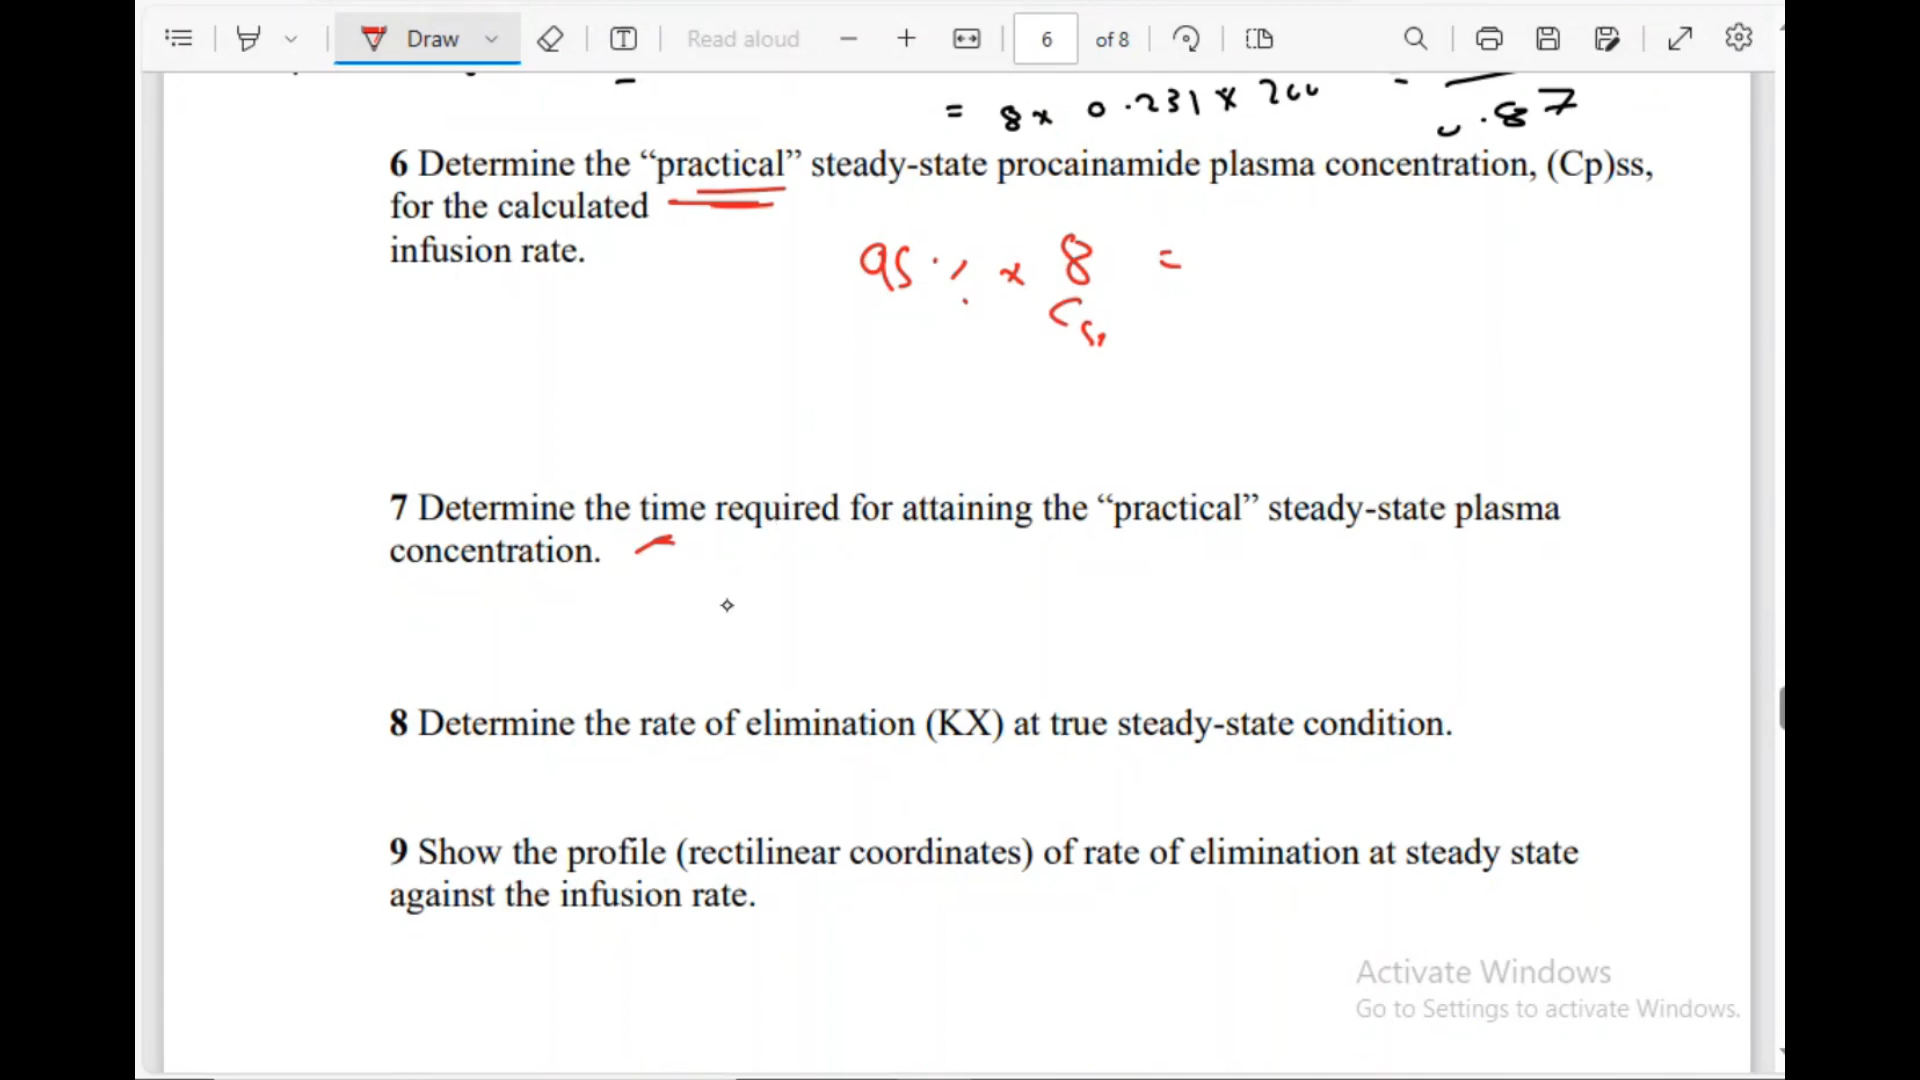 Draw
Read aloud
6
of 8
= 8 x 0.231 x 200
0.87
6 Determine the “practical” steady-state procainamide plasma concentration, (Cp)ss,
for the calculated
infusion rate.
95 % x 8 =
Css
7 Determine the time required for attaining the “practical” steady-state plasma
concentration.
8 Determine the rate of elimination (KX) at true steady-state condition.
9 Show the profile (rectilinear coordinates) of rate of elimination at steady state
against the infusion rate.
Activate Windows
Go to Settings to activate Windows.